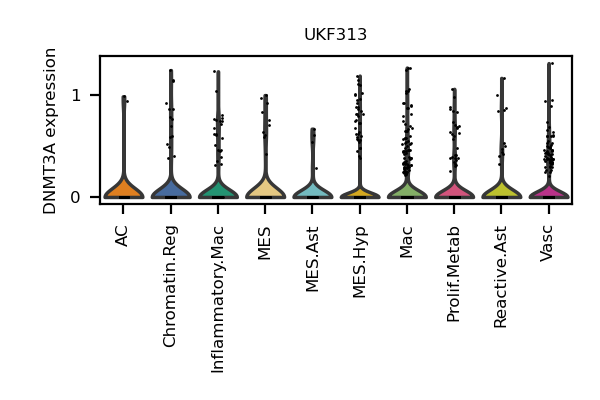 UKF313
DNMT3A expression
1
0
AC
Chromatin.Reg
Inflammatory.Mac
MES
MES.Ast
MES.Hyp
Mac
Prolif.Metab
Reactive.Ast
Vasc